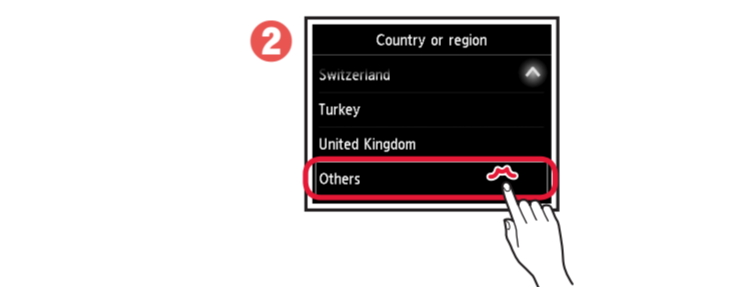 2
Country or region
Switzerland
Turkey
United Kingdom
Others